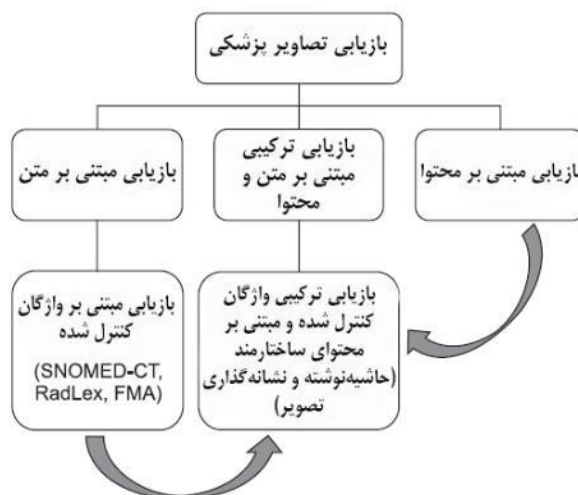 بازیابی تصاویر پزشکی
بازیابی مبتنی بر محتوا
بازیابی ترکیبی
مبتنی بر متن و
محتوا
بازیابی مبتنی بر متن
بازیابی ترکیبی واژگان
کنترل شده و مبتنی بر
محتوای ساختارمند
(حاشیه‌نوشته و نشانه‌گذاری
تصویر)
بازیابی مبتنی بر واژگان
کنترل شده
(SNOMED-CT,
RadLex, FMA)